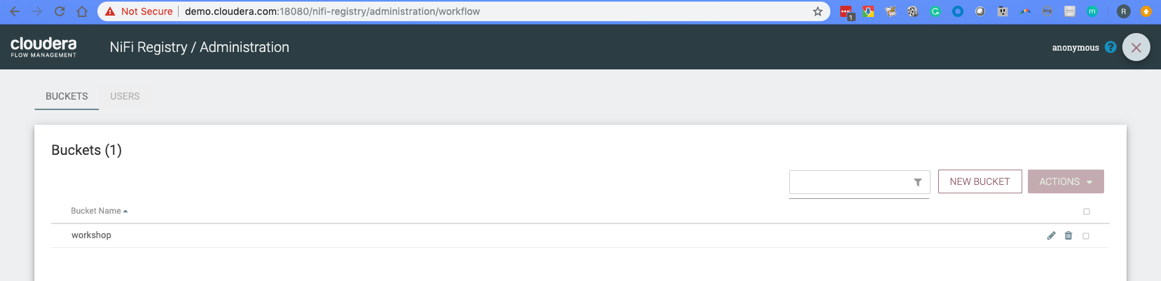 Not Secure | demo.cloudera.com:18080/nifi-registry/administration/workflow
CLOUDERA
FLOW MANAGEMENT
NiFi Registry / Administration
anonymous ?
BUCKETS
USERS
Buckets (1)
NEW BUCKET
ACTIONS
Bucket Name
workshop